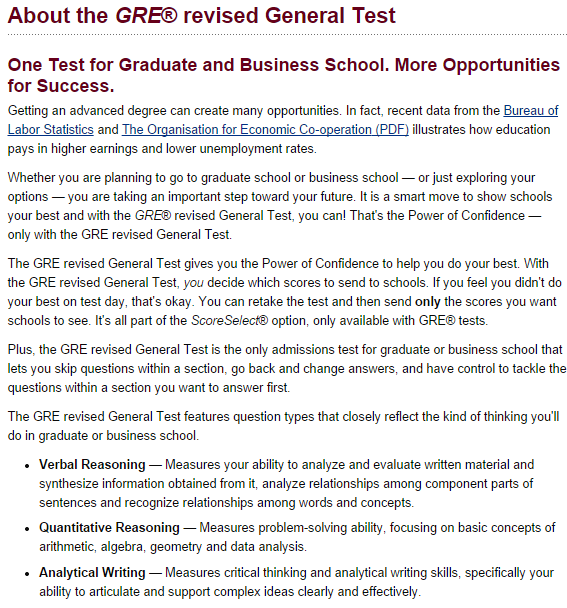 About the GRE® revised General Test
One Test for Graduate and Business School. More Opportunities
for Success.
Getting an advanced degree can create many opportunities. In fact, recent data from the Bureau of
Labor Statistics and The Organisation for Economic Co-operation (PDF) illustrates how education
pays in higher earnings and lower unemployment rates.
Whether you are planning to go to graduate school or business school — or just exploring your
options — you are taking an important step toward your future. It is a smart move to show schools
your best and with the GRE® revised General Test, you can! That's the Power of Confidence —
only with the GRE revised General Test.
The GRE revised General Test gives you the Power of Confidence to help you do your best. With
the GRE revised General Test, you decide which scores to send to schools. If you feel you didn't do
your best on test day, that's okay. You can retake the test and then send only the scores you want
schools to see. It's all part of the ScoreSelect® option, only available with GRE® tests.
Plus, the GRE revised General Test is the only admissions test for graduate or business school that
lets you skip questions within a section, go back and change answers, and have control to tackle the
questions within a section you want to answer first.
The GRE revised General Test features question types that closely reflect the kind of thinking you'll
do in graduate or business school.
• Verbal Reasoning — Measures your ability to analyze and evaluate written material and
synthesize information obtained from it, analyze relationships among component parts of
sentences and recognize relationships among words and concepts.
• Quantitative Reasoning — Measures problem-solving ability, focusing on basic concepts of
arithmetic, algebra, geometry and data analysis.
• Analytical Writing — Measures critical thinking and analytical writing skills, specifically your
ability to articulate and support complex ideas clearly and effectively.